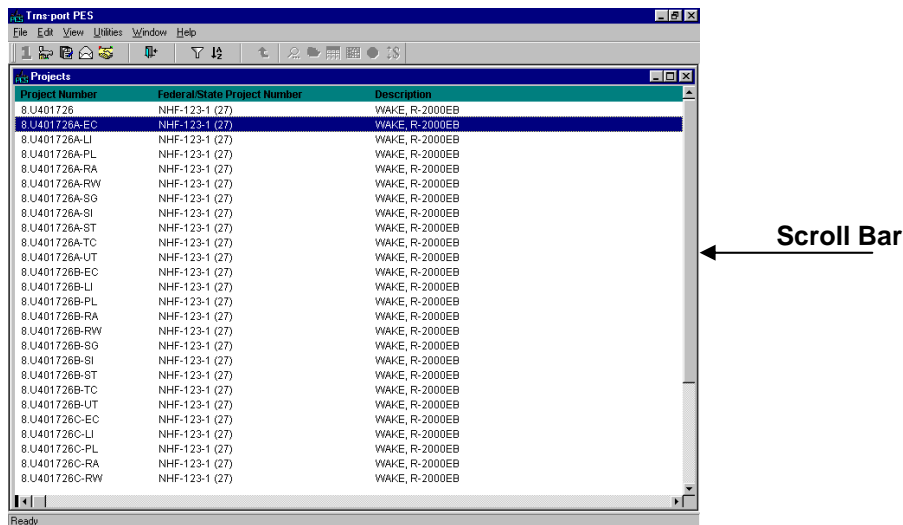 Trns·port PES
File Edit View Utilities Window Help
Projects
Project Number Federal/State Project Number Description
8.U401726 NHF-123-1 (27) WAKE, R-2000EB
8.U401726A-EC NHF-123-1 (27) WAKE, R-2000EB
8.U401726A-LI NHF-123-1 (27) WAKE, R-2000EB
8.U401726A-PL NHF-123-1 (27) WAKE, R-2000EB
8.U401726A-RA NHF-123-1 (27) WAKE, R-2000EB
8.U401726A-RW NHF-123-1 (27) WAKE, R-2000EB
8.U401726A-SG NHF-123-1 (27) WAKE, R-2000EB
8.U401726A-SI NHF-123-1 (27) WAKE, R-2000EB
8.U401726A-ST NHF-123-1 (27) WAKE, R-2000EB
8.U401726A-TC NHF-123-1 (27) WAKE, R-2000EB
Scroll Bar
8.U401726A-UT NHF-123-1 (27) WAKE, R-2000EB
8.U401726B-EC NHF-123-1 (27) WAKE, R-2000EB
8.U401726B-LI NHF-123-1 (27) WAKE, R-2000EB
8.U401726B-PL NHF-123-1 (27) WAKE, R-2000EB
8.U401726B-RA NHF-123-1 (27) WAKE, R-2000EB
8.U401726B-RW NHF-123-1 (27) WAKE, R-2000EB
8.U401726B-SG NHF-123-1 (27) WAKE, R-2000EB
8.U401726B-SI NHF-123-1 (27) WAKE, R-2000EB
8.U401726B-ST NHF-123-1 (27) WAKE, R-2000EB
8.U401726B-TC NHF-123-1 (27) WAKE, R-2000EB
8.U401726B-UT NHF-123-1 (27) WAKE, R-2000EB
8.U401726C-EC NHF-123-1 (27) WAKE, R-2000EB
8.U401726C-LI NHF-123-1 (27) WAKE, R-2000EB
8.U401726C-PL NHF-123-1 (27) WAKE, R-2000EB
8.U401726C-RA NHF-123-1 (27) WAKE, R-2000EB
8.U401726C-RW NHF-123-1 (27) WAKE, R-2000EB
Ready